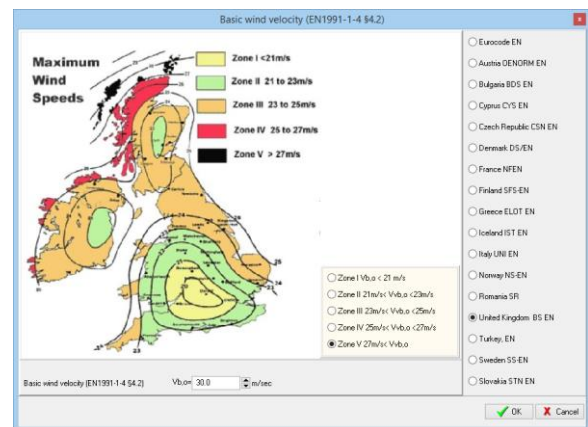 Basic wind velocity (EN1991-1-4 §4.2)
Maximum
Wind
Speeds
Zone I <21m/s
Zone II 21 to 23m/s
Zone III 23 to 25m/s
Zone IV 25 to 27m/s
Zone V > 27m/s
Zone I Vb,o < 21 m/s
Zone II 21m/s< Vvb,o <23m/s
Zone III 23m/s< Vvb,o <25m/s
Zone IV 25m/s< Vvb,o <27m/s
Zone V 27m/s< Vvb,o
Basic wind velocity (EN1991-1-4 §4.2) Vb,o= 30.0 m/sec
Eurocode EN
Austria OENORM EN
Bulgaria BDS EN
Cyprus CYS EN
Czech Republic CSN EN
Denmark DS/EN
France NFEN
Finland SFS-EN
Greece ELOT EN
Iceland IST EN
Italy UNI EN
Norway NS-EN
Romania SR
United Kingdom BS EN
Turkey, EN
Sweden SS-EN
Slovakia STN EN
OK Cancel